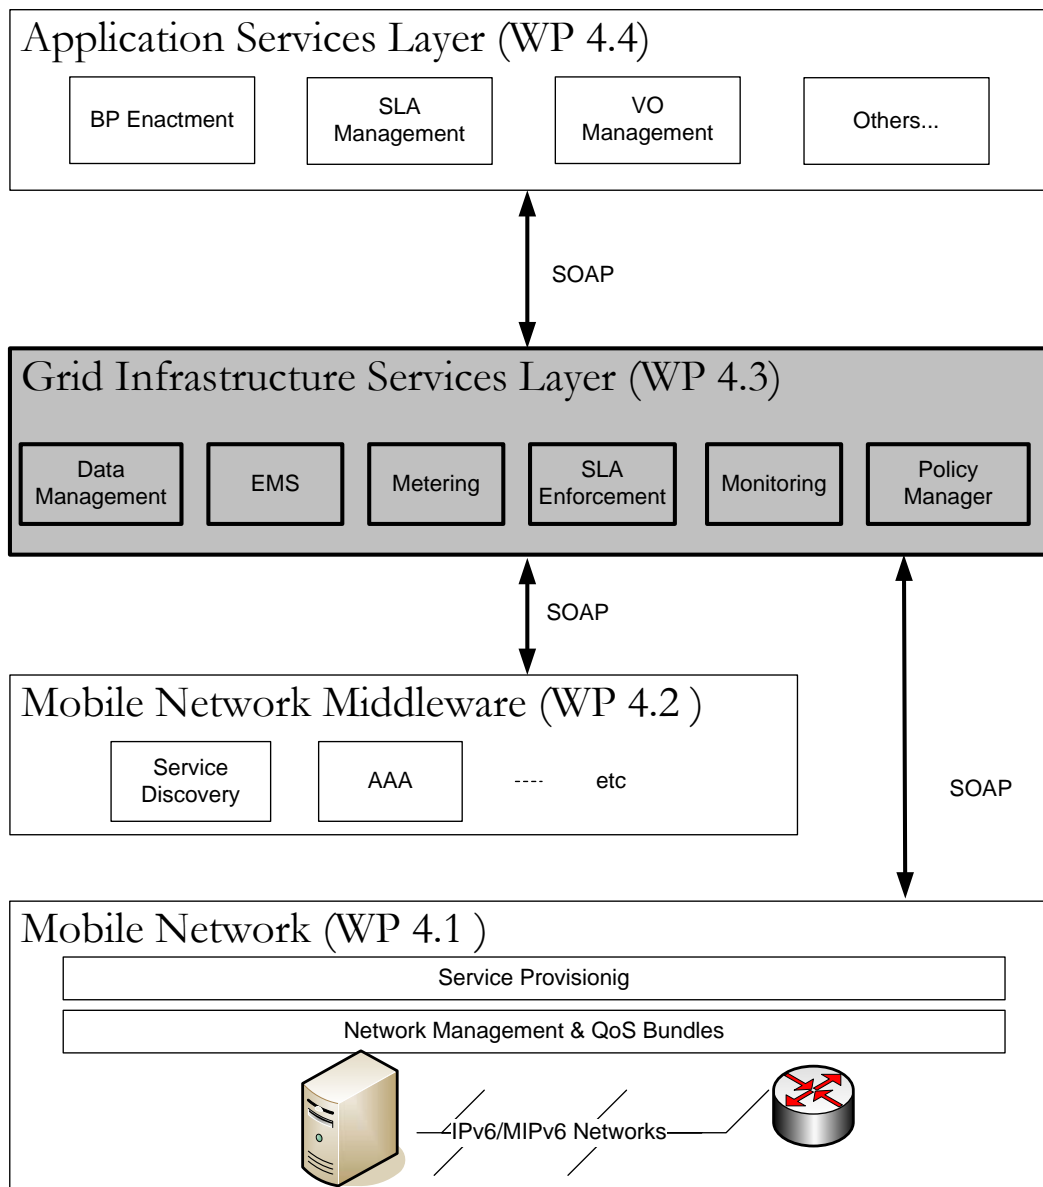 Application Services Layer (WP 4.4)
BP Enactment
SLA
Management
VO
Management
Others...
SOAP
Grid Infrastructure Services Layer (WP 4.3)
Data
Management
EMS
Metering
SLA
Enforcement
Monitoring
Policy
Manager
SOAP
Mobile Network Middleware (WP 4.2 )
Service
Discovery
AAA
---- etc
SOAP
Mobile Network (WP 4.1 )
Service Provisionig
Network Management & QoS Bundles
IPv6/MIPv6 Networks